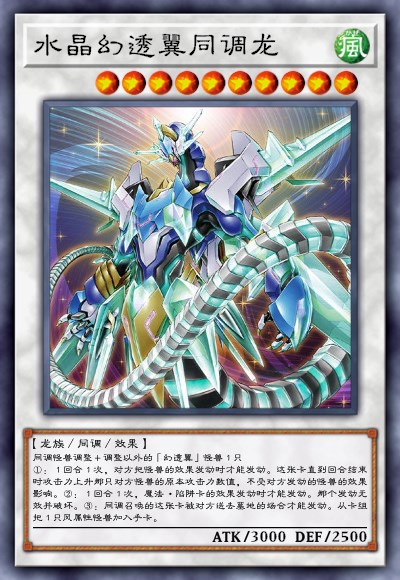 水晶幻透翼同调龙
風
【龙族/同调/效果】
同调怪兽调整＋调整以外的「幻透翼」怪兽1只
①：1回合1次，对方把怪兽的效果发动时才能发动。这张卡直到回合结束
时攻击力上升那只对方怪兽的原本攻击力数值，不受对方发动的怪兽的效果
影响。②：1回合1次，魔法·陷阱卡的效果发动时才能发动。那个发动无
效并破坏。③：同调召唤的这张卡被对方送去墓地的场合才能发动。从卡组
把1只风属性怪兽加入手卡。
ATK/3000 DEF/2500